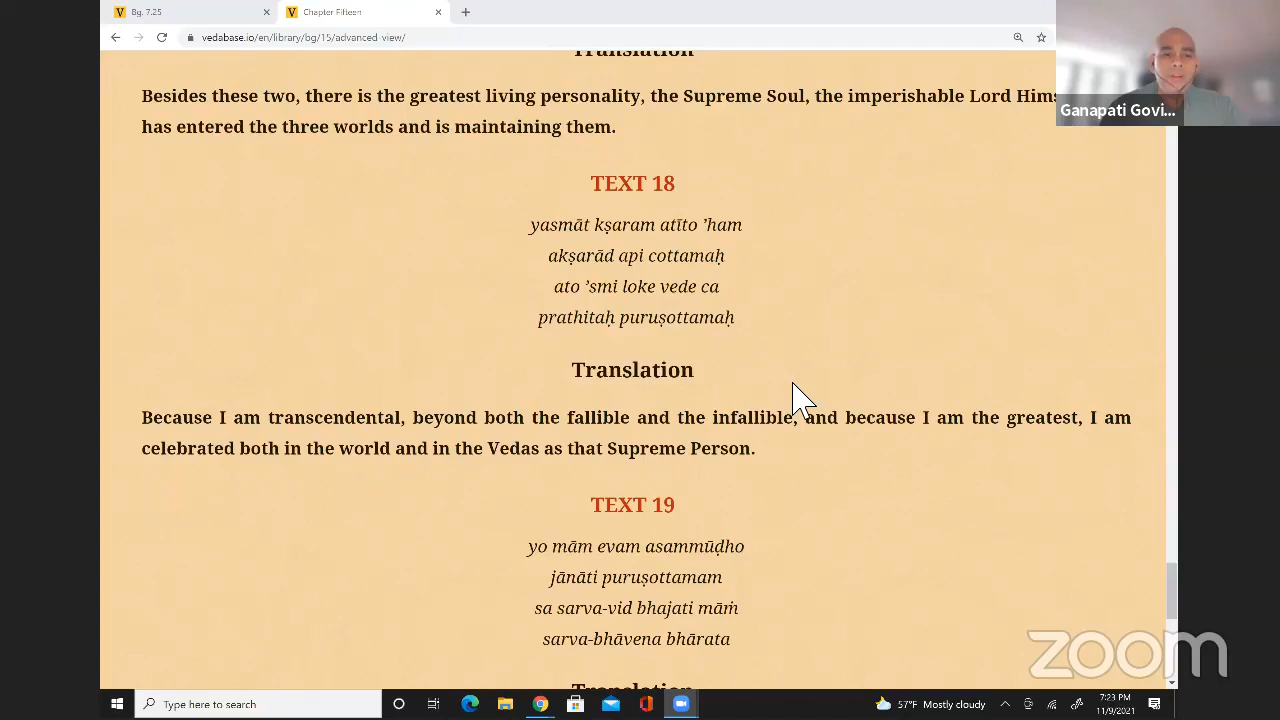 Bg. 7.25
Chapter Fifteen
vedabase.io/en/library/bg/15/advanced-view/
Translation
Besides these two, there is the greatest living personality, the Supreme Soul, the imperishable Lord
has entered the three worlds and is maintaining them.
Ganapati Govi...
TEXT 18
yasmāt kṣaram atīto ’ham
akṣarād api cottamaḥ
ato ’smi loke vede ca
prathitaḥ puruṣottamaḥ
Translation
Because I am transcendental, beyond both the fallible and the infallible, and because I am the greatest, I am
celebrated both in the world and in the Vedas as that Supreme Person.
TEXT 19
yo mām evam asammūḍho
jānāti puruṣottamam
sa sarva-vid bhajati māṁ
sarva-bhāvena bhārata
Translation
zoom
Type here to search
57°F Mostly cloudy
7:23 PM
11/9/2021